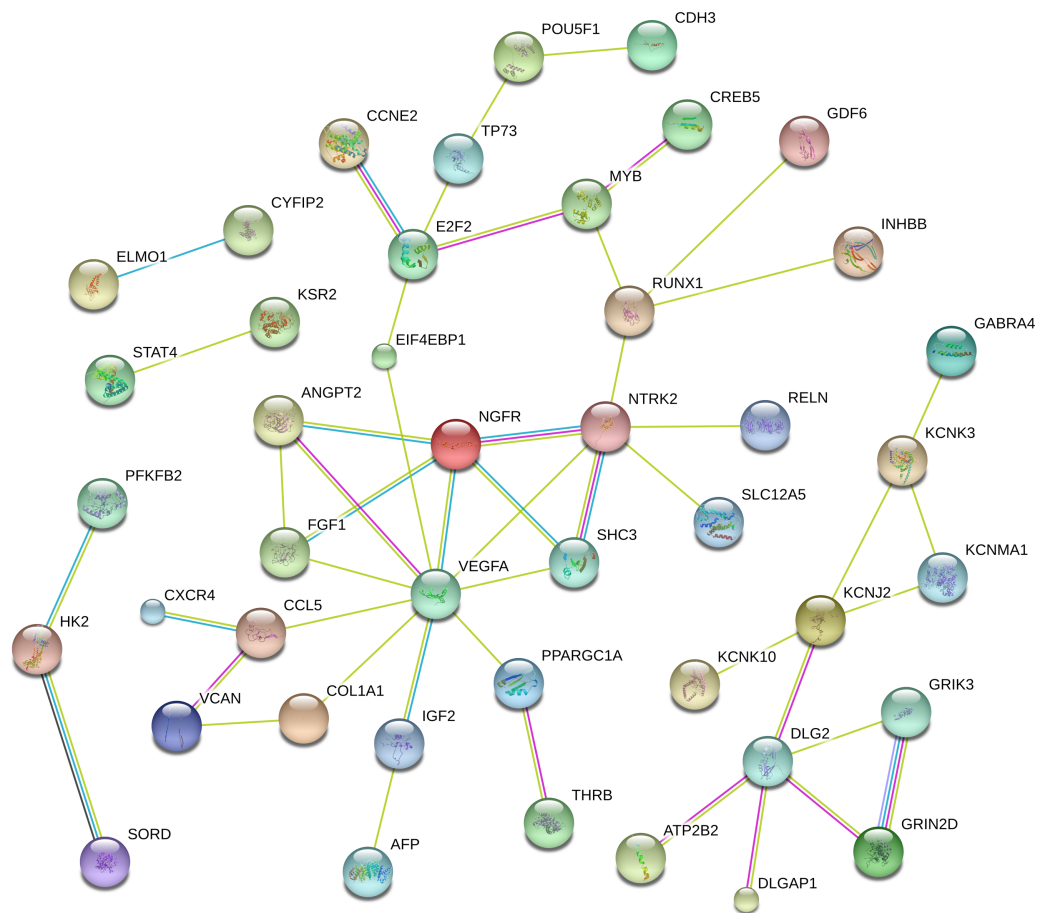 POU5F1
CDH3
CCNE2
TP73
CREB5
GDF6
MYB
CYFIP2
E2F2
INHBB
ELMO1
RUNX1
KSR2
GABRA4
STAT4
EIF4EBP1
ANGPT2
NGFR
NTRK2
RELN
KCNK3
PFKFB2
SLC12A5
FGF1
SHC3
VEGFA
KCNMA1
CXCR4
CCL5
KCNJ2
HK2
PPARGC1A
KCNK10
VCAN
COL1A1
GRIK3
IGF2
DLG2
THRB
SORD
AFP
ATP2B2
GRIN2D
DLGAP1